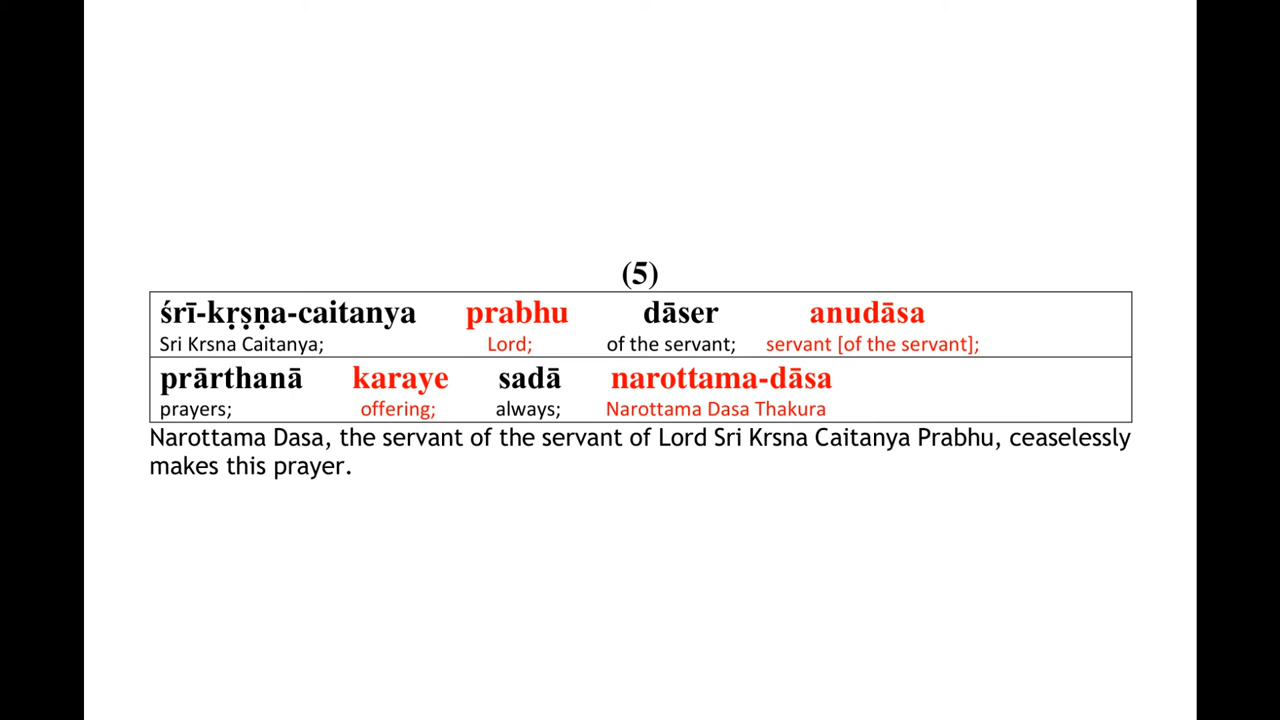 (5)
śrī-kṛṣṇa-caitanya prabhu dāser anudāsa
Sri Krsna Caitanya; Lord; of the servant; servant [of the servant];
prārthanā karaye sadā narottama-dāsa
prayers; offering; always; Narottama Dasa Thakura
Narottama Dasa, the servant of the servant of Lord Sri Krsna Caitanya Prabhu, ceaselessly
makes this prayer.